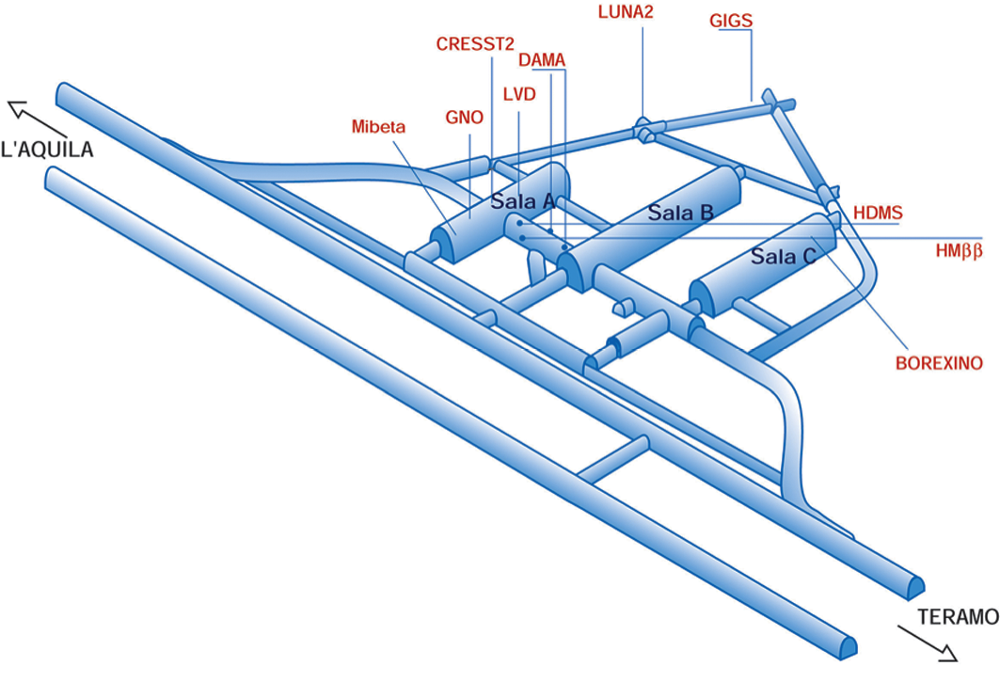 LUNA2
GIGS
CRESST2
DAMA
LVD
GNO
Mibeta
L'AQUILA
Sala A
Sala B
HDMS
HMββ
Sala C
BOREXINO
TERAMO